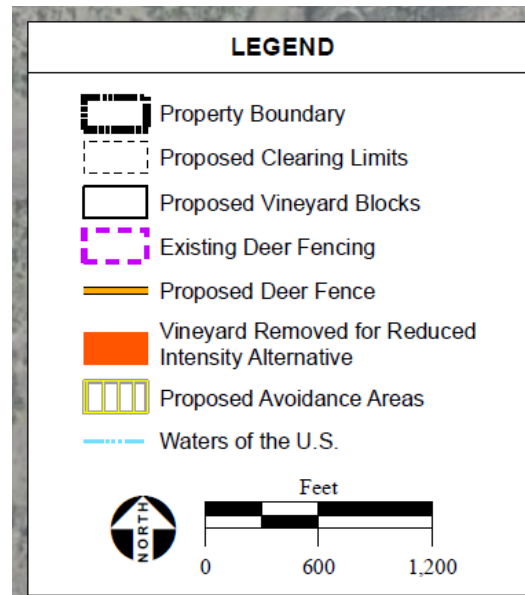 LEGEND
Property Boundary
Proposed Clearing Limits
Proposed Vineyard Blocks
Existing Deer Fencing
Proposed Deer Fence
Vineyard Removed for Reduced
Intensity Alternative
Proposed Avoidance Areas
Waters of the U.S.
Feet
NORTH
0 600 1,200